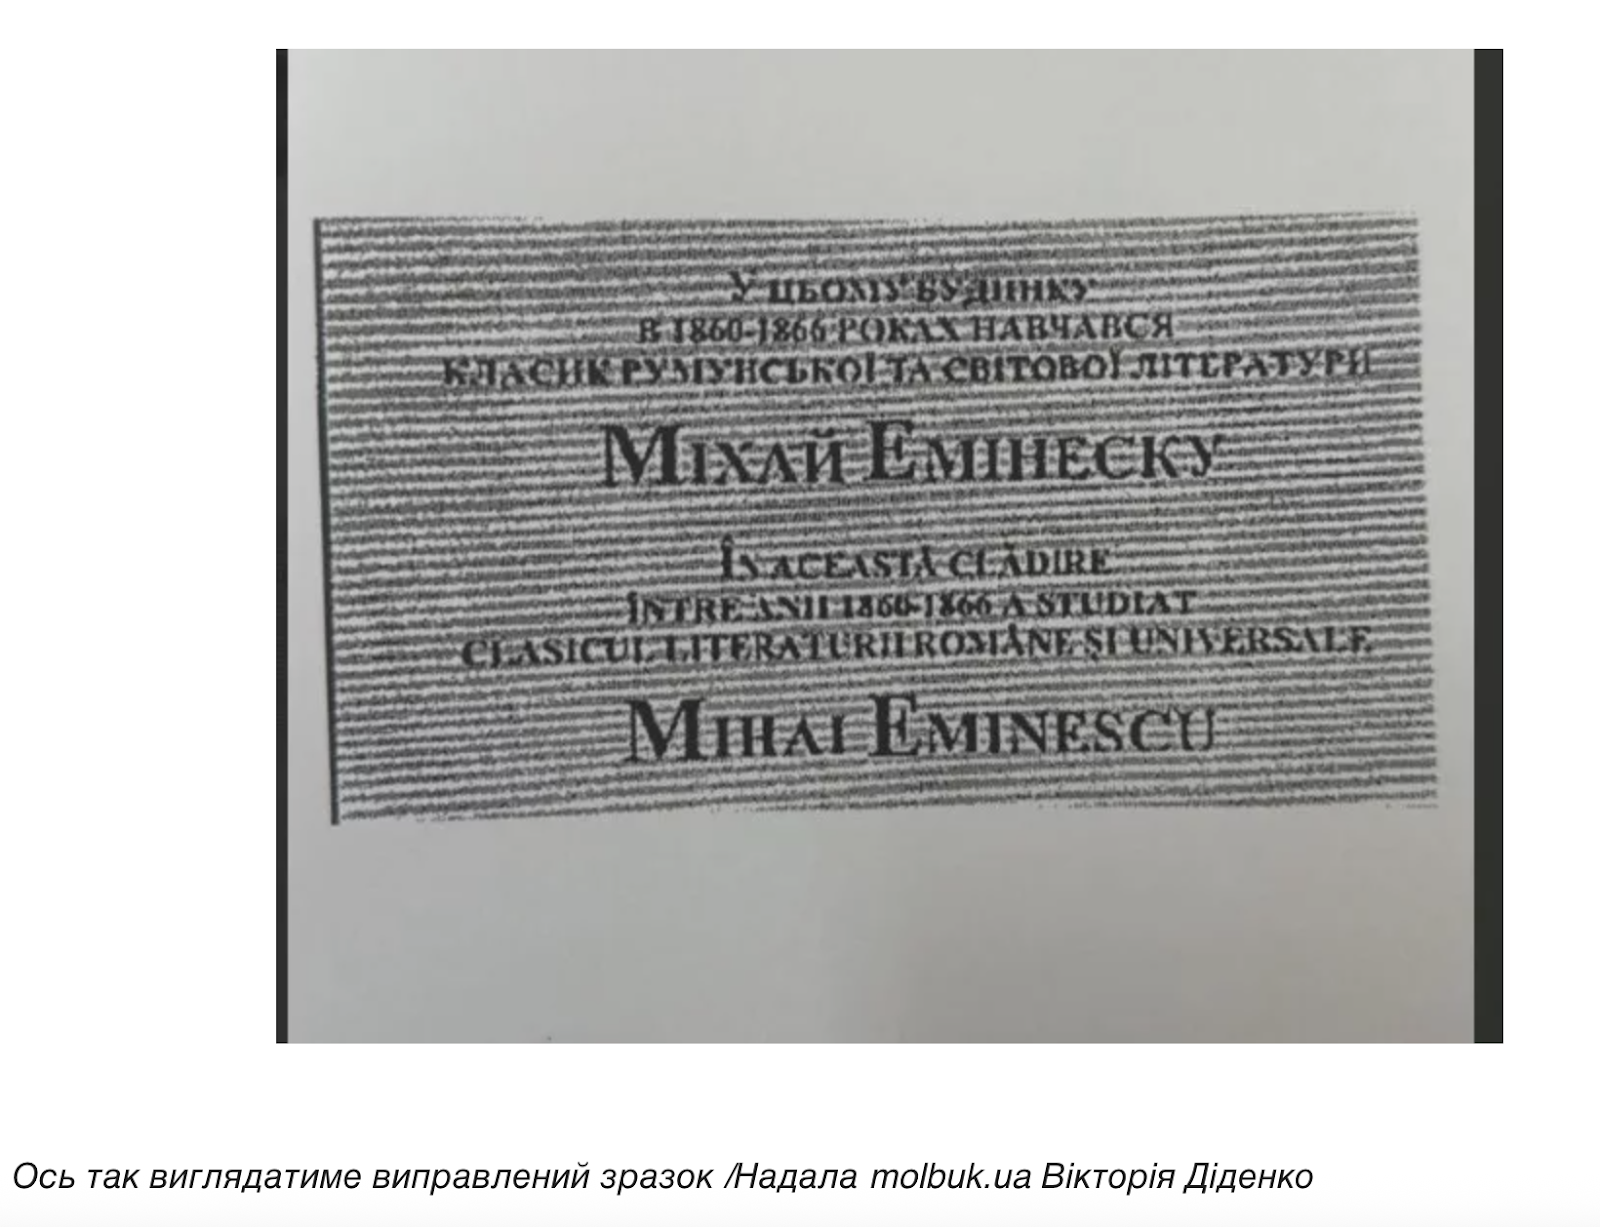 У ЦЬОМУ БУДИНКУ
В 1860-1866 РОКАХ НАВЧАВСЯ
КЛАСИК РУМУНСЬКОЇ ТА СВІТОВОЇ ЛІТЕРАТУРИ
МІХАЙ ЕМІНЕСКУ
ÎN ACEASTĂ CLĂDIRE
ÎNTRE ANII 1860-1866 A STUDIAT
CLASICUL LITERATURII ROMÂNE ȘI UNIVERSALE
MIHAI EMINESCU
Ось так виглядатиме виправлений зразок /Надала molbuk.ua Вікторія Діденко